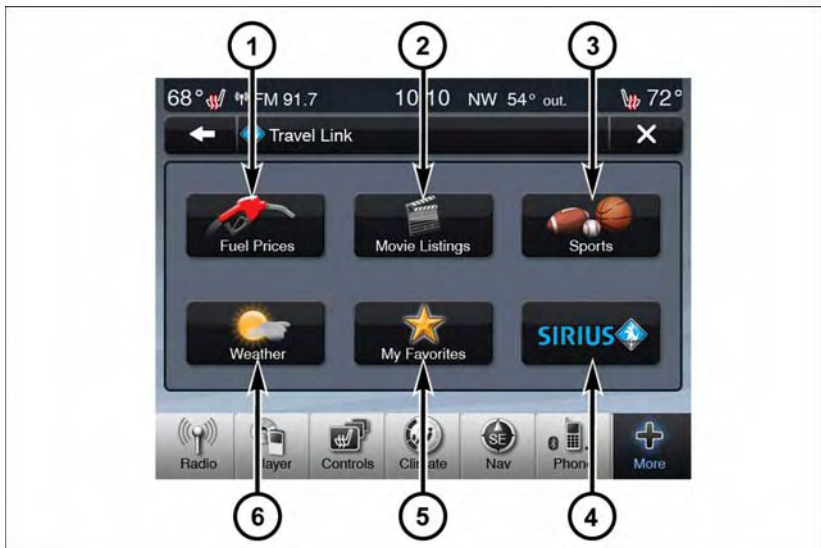 1 2 3
68° FM 91.7 10:10 NW 54° out. 72°
Travel Link
Fuel Prices Movie Listings Sports
Weather My Favorites SIRIUS
SE
Radio Player Controls Climate Nav Phone More
6 5 4